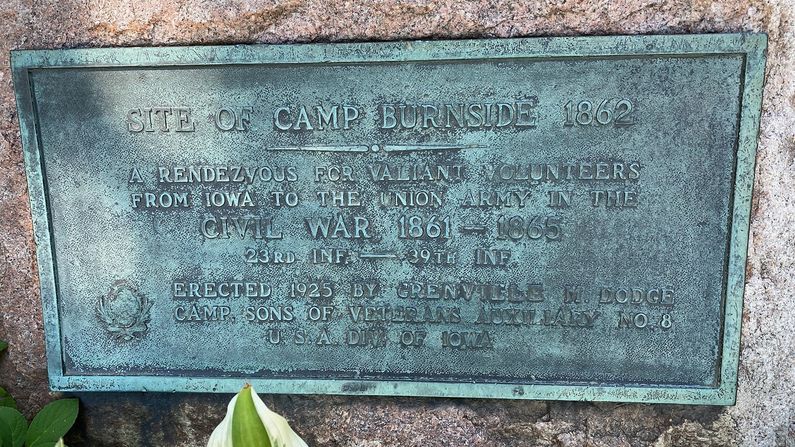 SITE OF CAMP BURNSIDE 1862
A RENDEZVOUS FOR VALIANT VOLUNTEERS
FROM IOWA TO THE UNION ARMY IN THE
CIVIL WAR 1861 — 1865
23RD INF. — 39TH INF.
ERECTED 1925 BY GRENVILLE M. DODGE
CAMP, SONS OF VETERANS AUXILIARY NO. 8
U. S. A. DIV. OF IOWA